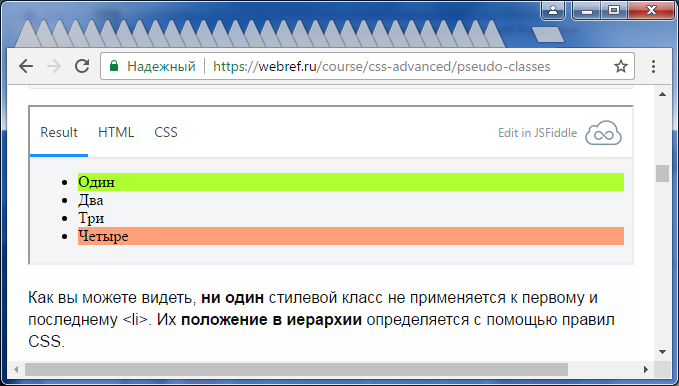 Надежный https://webref.ru/course/css-advanced/pseudo-classes
Result HTML CSS Edit in JSFiddle
Один
Два
Три
Четыре
Как вы можете видеть, ни один стилевой класс не применяется к первому и
последнему <li>. Их положение в иерархии определяется с помощью правил
CSS.